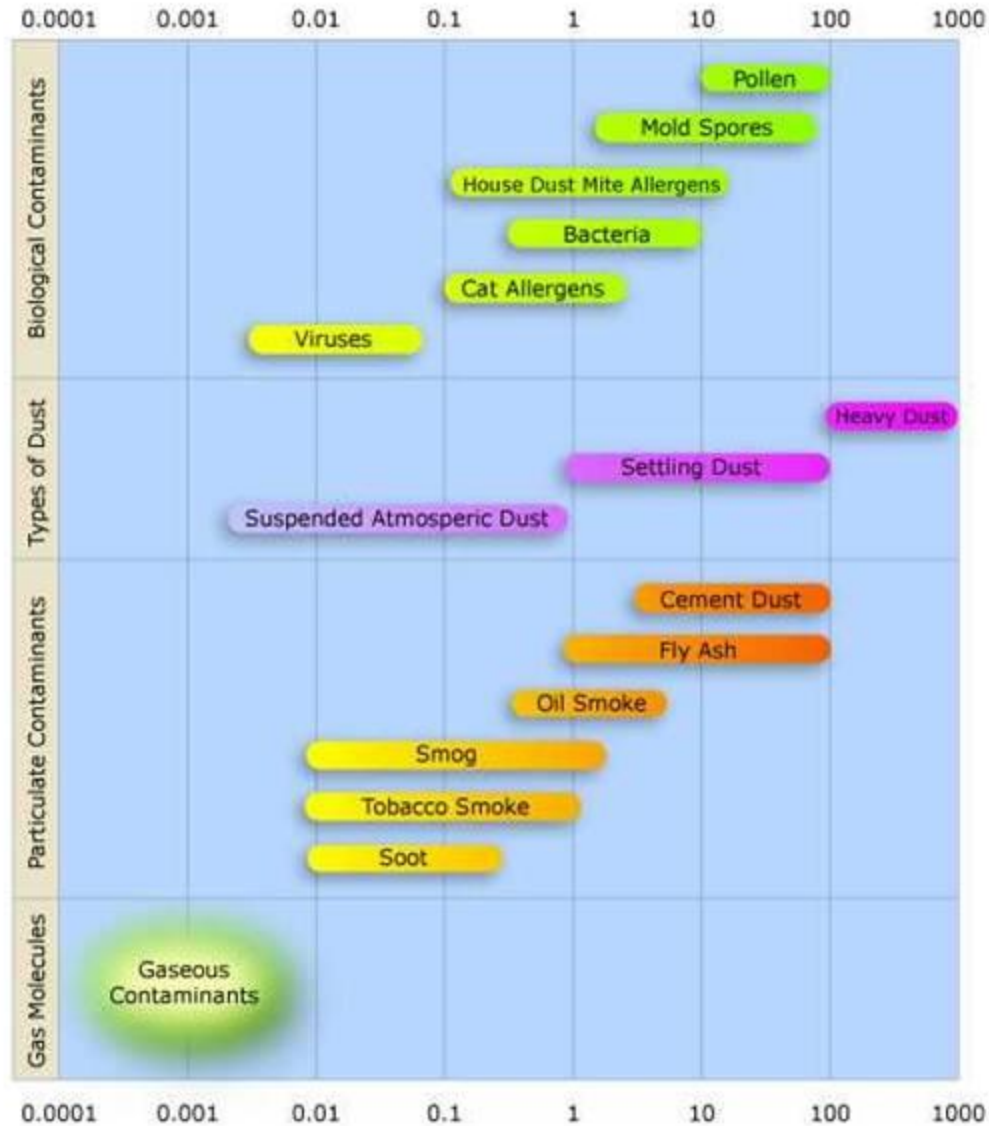 0.0001 0.001 0.01 0.1 1 10 100 1000
Biological Contaminants
Pollen
Mold Spores
House Dust Mite Allergens
Bacteria
Cat Allergens
Viruses
Types of Dust
Heavy Dust
Settling Dust
Suspended Atmosperic Dust
Particulate Contaminants
Cement Dust
Fly Ash
Oil Smoke
Smog
Tobacco Smoke
Soot
Gas Molecules
Gaseous
Contaminants
0.0001 0.001 0.01 0.1 1 10 100 1000